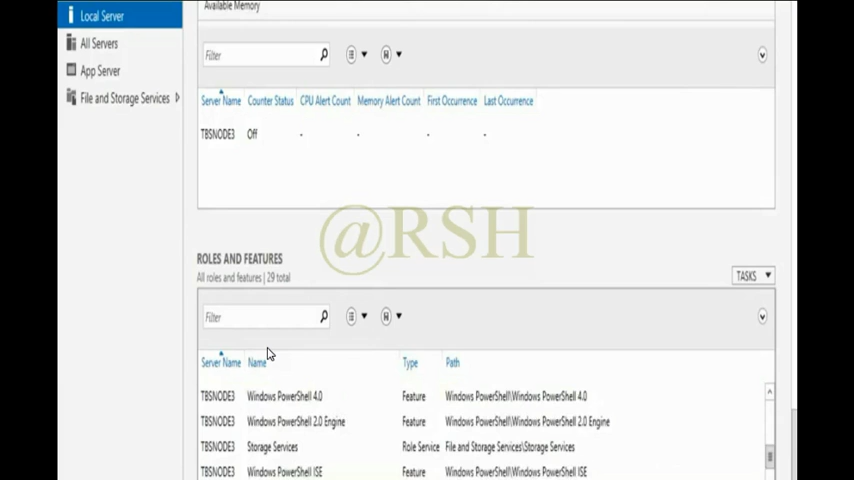 Local Server
All Servers
App Server
File and Storage Services
Available Memory
Filter
Server Name Counter Status CPU Alert Count Memory Alert Count First Occurrence Last Occurrence
TBSNODE3 Off - - - -
@RSH
ROLES AND FEATURES
All roles and features | 29 total
TASKS
Filter
Server Name Name Type Path
TBSNODE3 Windows PowerShell 4.0 Feature Windows PowerShell\Windows PowerShell 4.0
TBSNODE3 Windows PowerShell 2.0 Engine Feature Windows PowerShell\Windows PowerShell 2.0 Engine
TBSNODE3 Storage Services Role Service File and Storage Services\Storage Services
TBSNODE3 Windows PowerShell ISE Feature Windows PowerShell\Windows PowerShell ISE